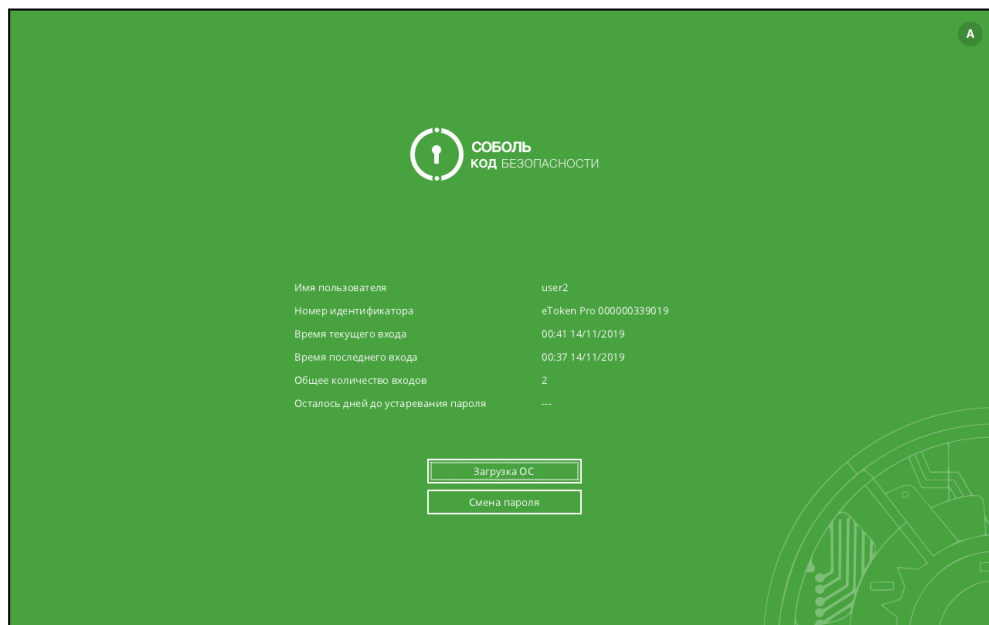 A
СОБОЛЬ
КОД БЕЗОПАСНОСТИ
Имя пользователя user2
Номер идентификатора eToken Pro 000000339019
Время текущего входа 00:41 14/11/2019
Время последнего входа 00:37 14/11/2019
Общее количество входов 2
Осталось дней до устаревания пароля ---
Загрузка ОС
Смена пароля